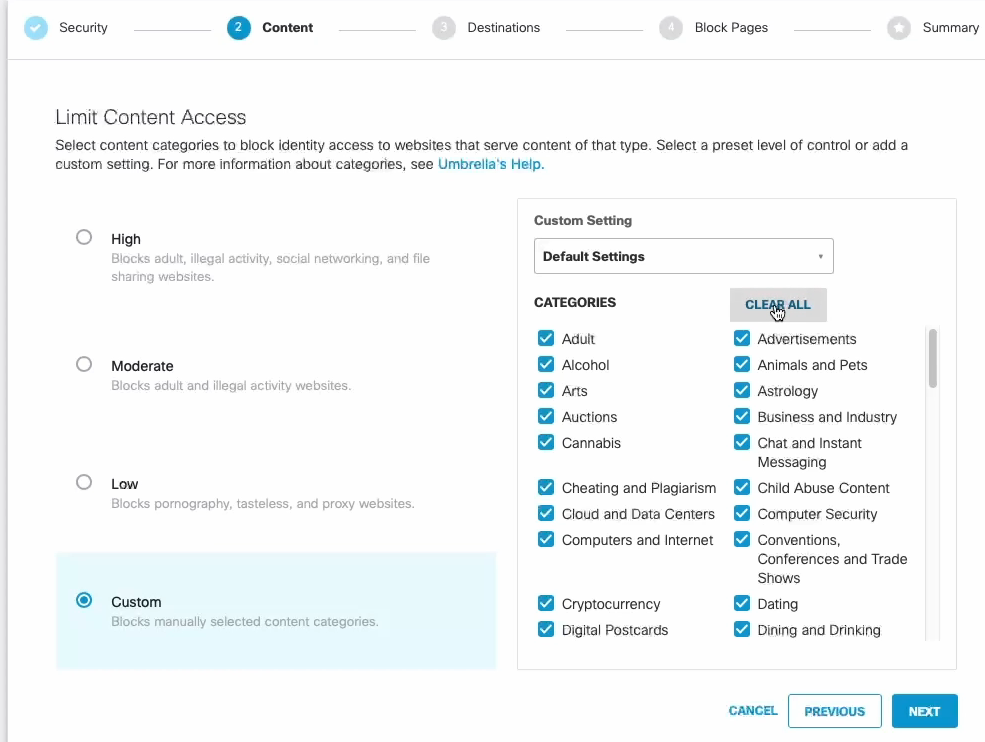 Security
2
Content
3
Destinations
4
Block Pages
Summary
Limit Content Access
Select content categories to block identity access to websites that serve content of that type. Select a preset level of control or add a
custom setting. For more information about categories, see Umbrella's Help.
High
Blocks adult, illegal activity, social networking, and file
sharing websites.
Moderate
Blocks adult and illegal activity websites.
Low
Blocks pornography, tasteless, and proxy websites.
Custom
Blocks manually selected content categories.
Custom Setting
Default Settings
CATEGORIES
CLEAR ALL
Adult
Advertisements
Alcohol
Animals and Pets
Arts
Astrology
Auctions
Business and Industry
Cannabis
Chat and Instant
Messaging
Cheating and Plagiarism
Child Abuse Content
Cloud and Data Centers
Computer Security
Computers and Internet
Conventions,
Conferences and Trade
Shows
Cryptocurrency
Dating
Digital Postcards
Dining and Drinking
CANCEL
PREVIOUS
NEXT